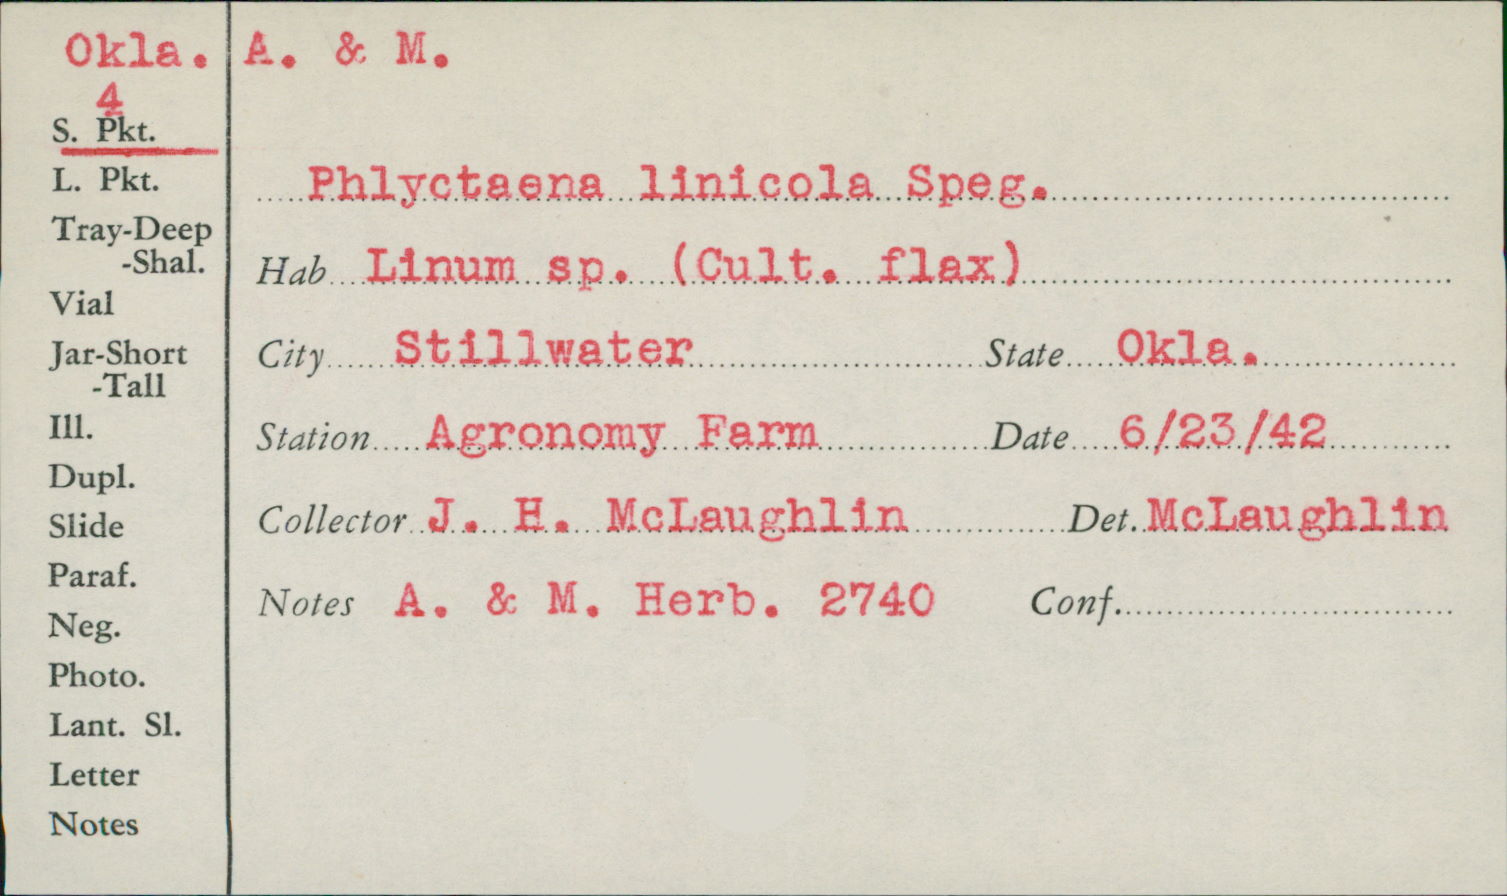 Okla. A. & M.
4
S. Pkt.
L. Pkt.
Tray-Deep
-Shal.
Vial
Jar-Short
-Tall
Ill.
Dupl.
Slide
Paraf.
Neg.
Photo.
Lant. Sl.
Letter
Notes
Phlyctaena linicola Speg.
Hab Linum sp. (Cult. flax)
City Stillwater State Okla.
Station Agronomy Farm Date 6/23/42
Collector J. H. McLaughlin Det. McLaughlin
Notes A. & M. Herb. 2740 Conf.